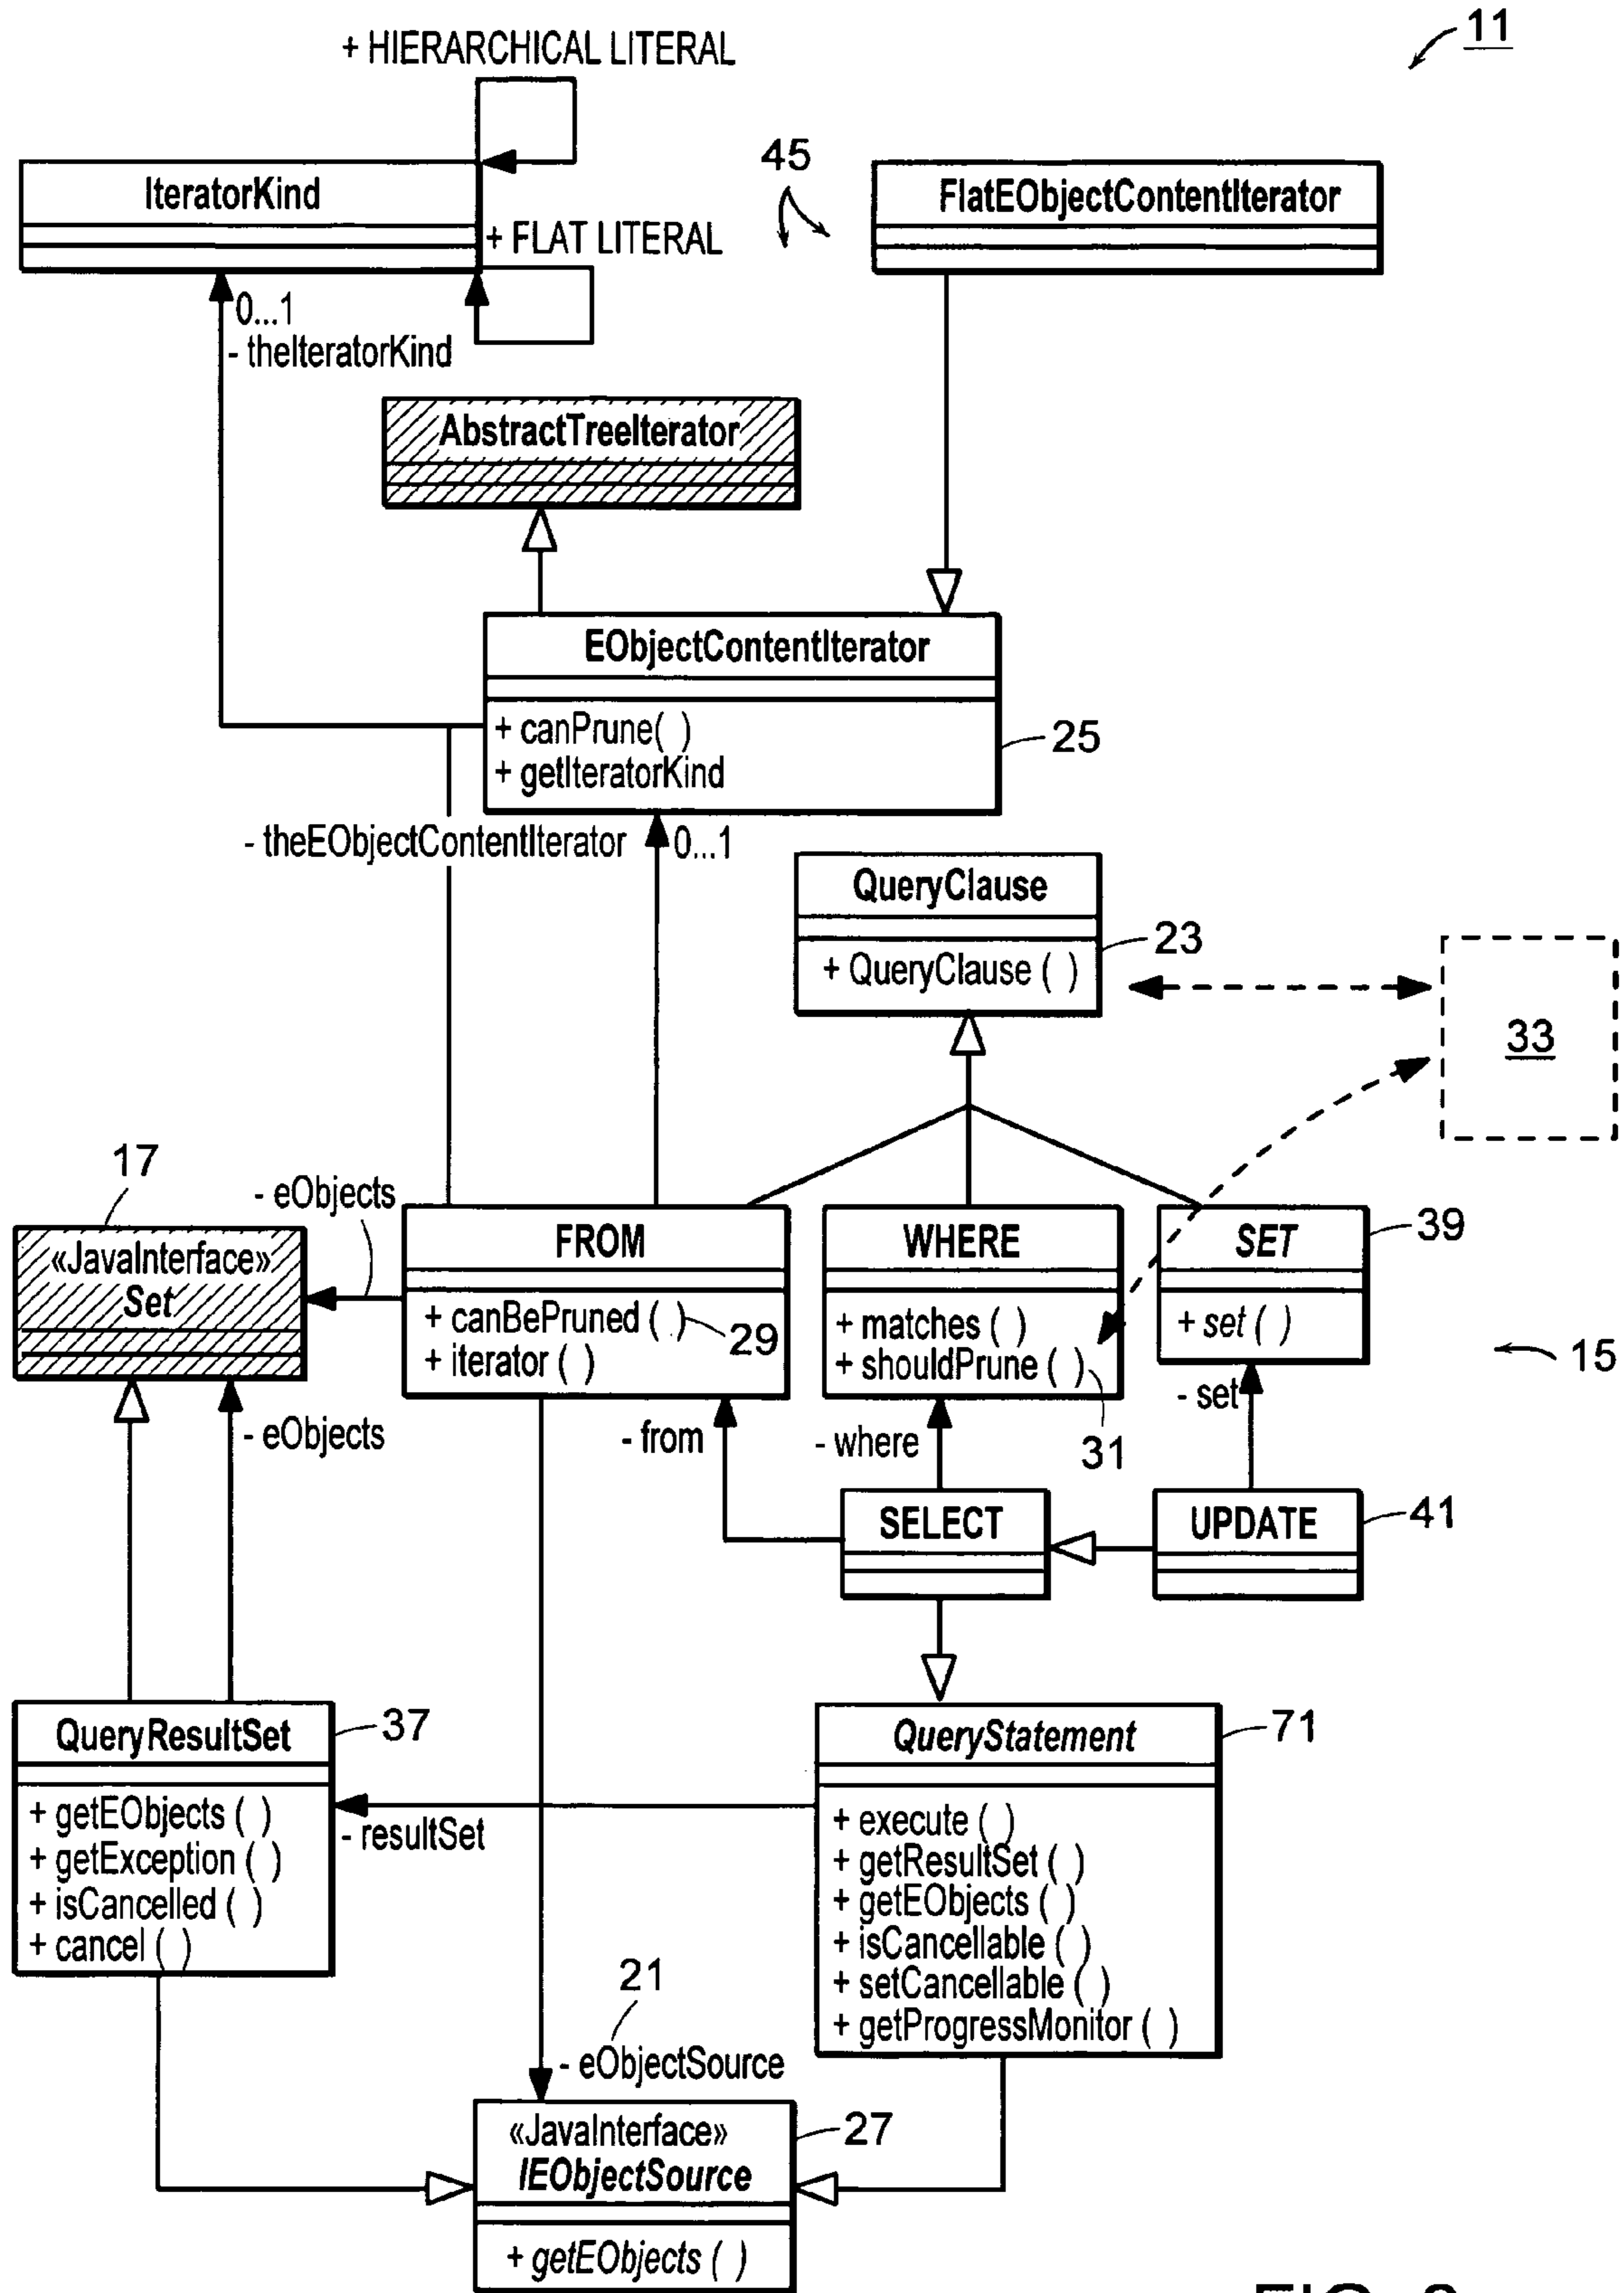 11
+ HIERARCHICAL LITERAL
IteratorKind
45
FlatEObjectContentIterator
+ FLAT LITERAL
0...1
- theIteratorKind
AbstractTreeIterator
EObjectContentIterator
+ canPrune( )
+ getIteratorKind
25
- theEObjectContentIterator
0...1
QueryClause
+ QueryClause ( )
23
33
17
- eObjects
«JavaInterface»
Set
FROM
+ canBePruned ( )
29
+ iterator ( )
WHERE
+ matches ( )
+ shouldPrune ( )
31
SET
+ set ( )
39
15
- eObjects
- from
- where
- set
SELECT
UPDATE
41
QueryResultSet
37
+ getEObjects ( )
+ getException ( )
+ isCancelled ( )
+ cancel ( )
- resultSet
QueryStatement
71
+ execute ( )
+ getResultSet ( )
+ getEObjects ( )
+ isCancellable ( )
+ setCancellable ( )
+ getProgressMonitor ( )
21
- eObjectSource
«JavaInterface»
IEObjectSource
27
+ getEObjects ( )